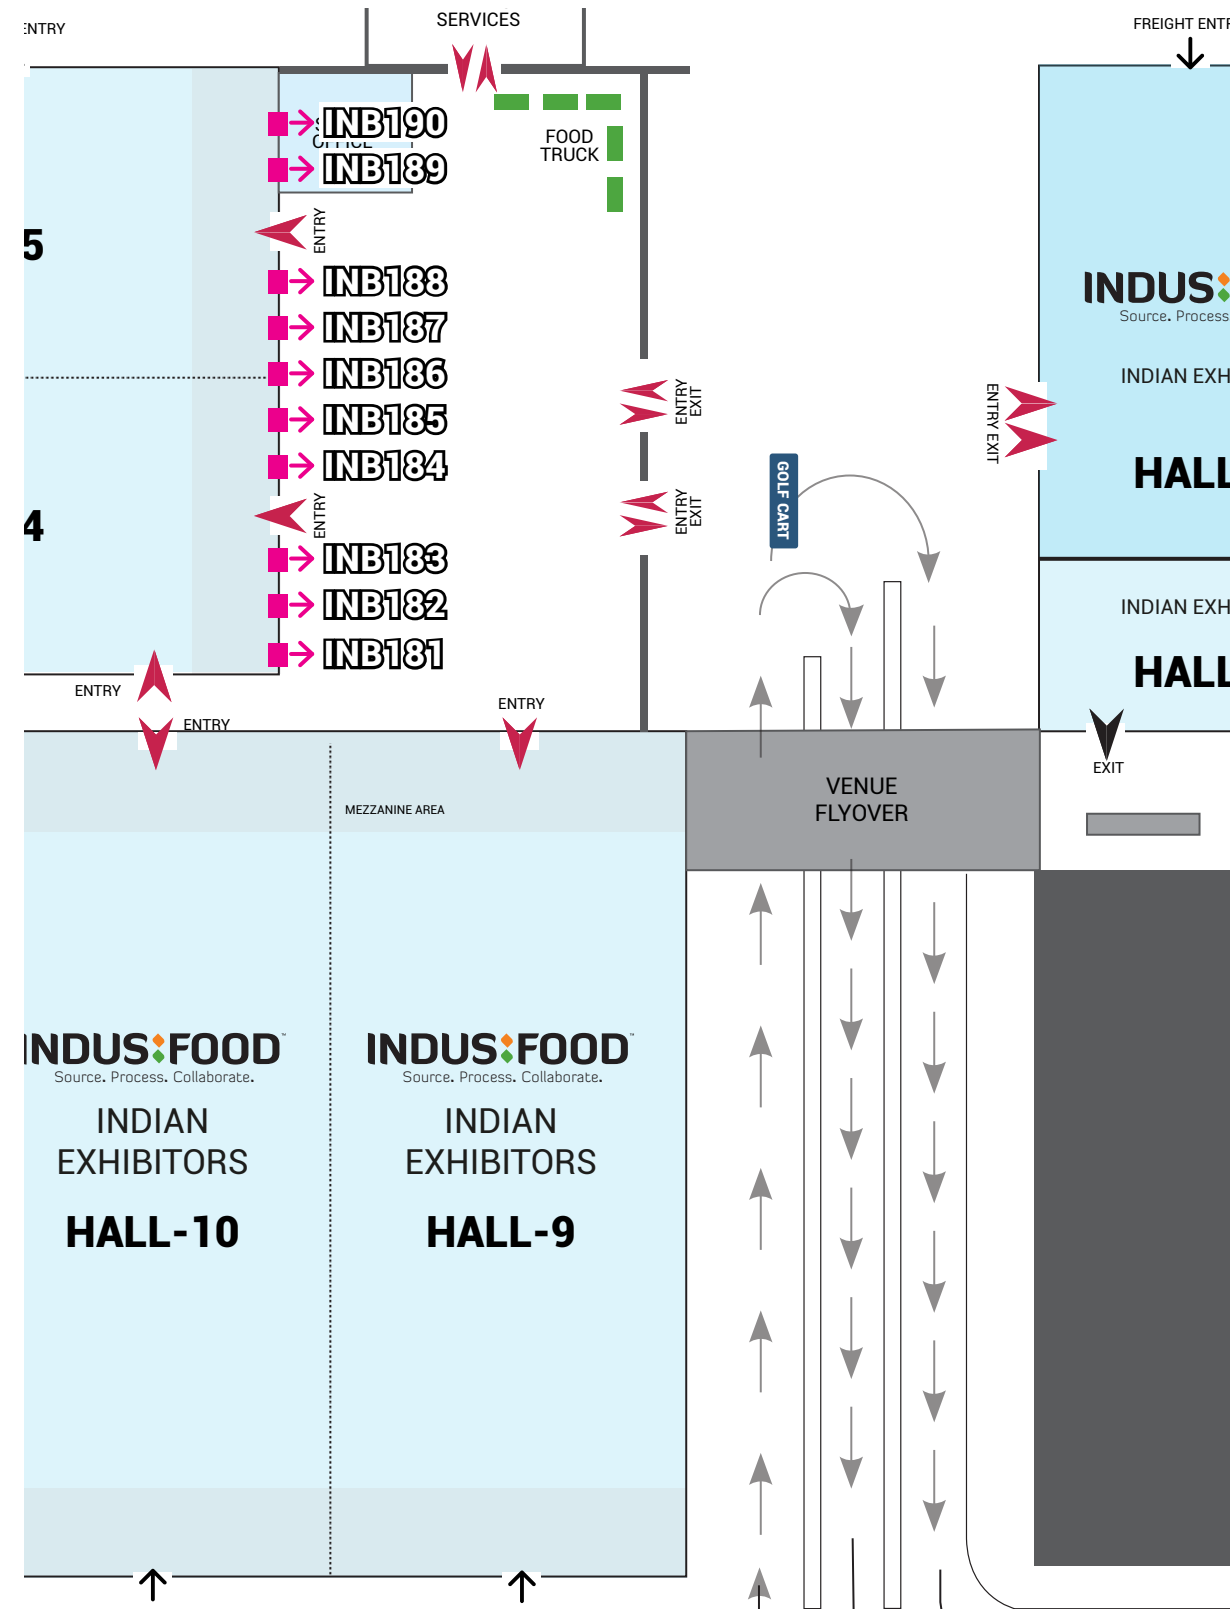 ENTRY
SERVICES
FREIGHT ENTR
INB190
OFFICE
INB189
FOOD
TRUCK
ENTRY
5
INB188
INB187
INB186
INB185
INB184
ENTRY
EXIT
ENTRY
EXIT
ENTRY
4
INB183
INB182
INB181
GOLF CART
ENTRY EXIT
INDUS
Source. Process
INDIAN EXH
HALL
INDIAN EXH
HALL
EXIT
ENTRY
ENTRY
ENTRY
MEZZANINE AREA
VENUE
FLYOVER
INDUS FOOD™
Source. Process. Collaborate.
INDIAN
EXHIBITORS
HALL-10
INDUS FOOD™
Source. Process. Collaborate.
INDIAN
EXHIBITORS
HALL-9